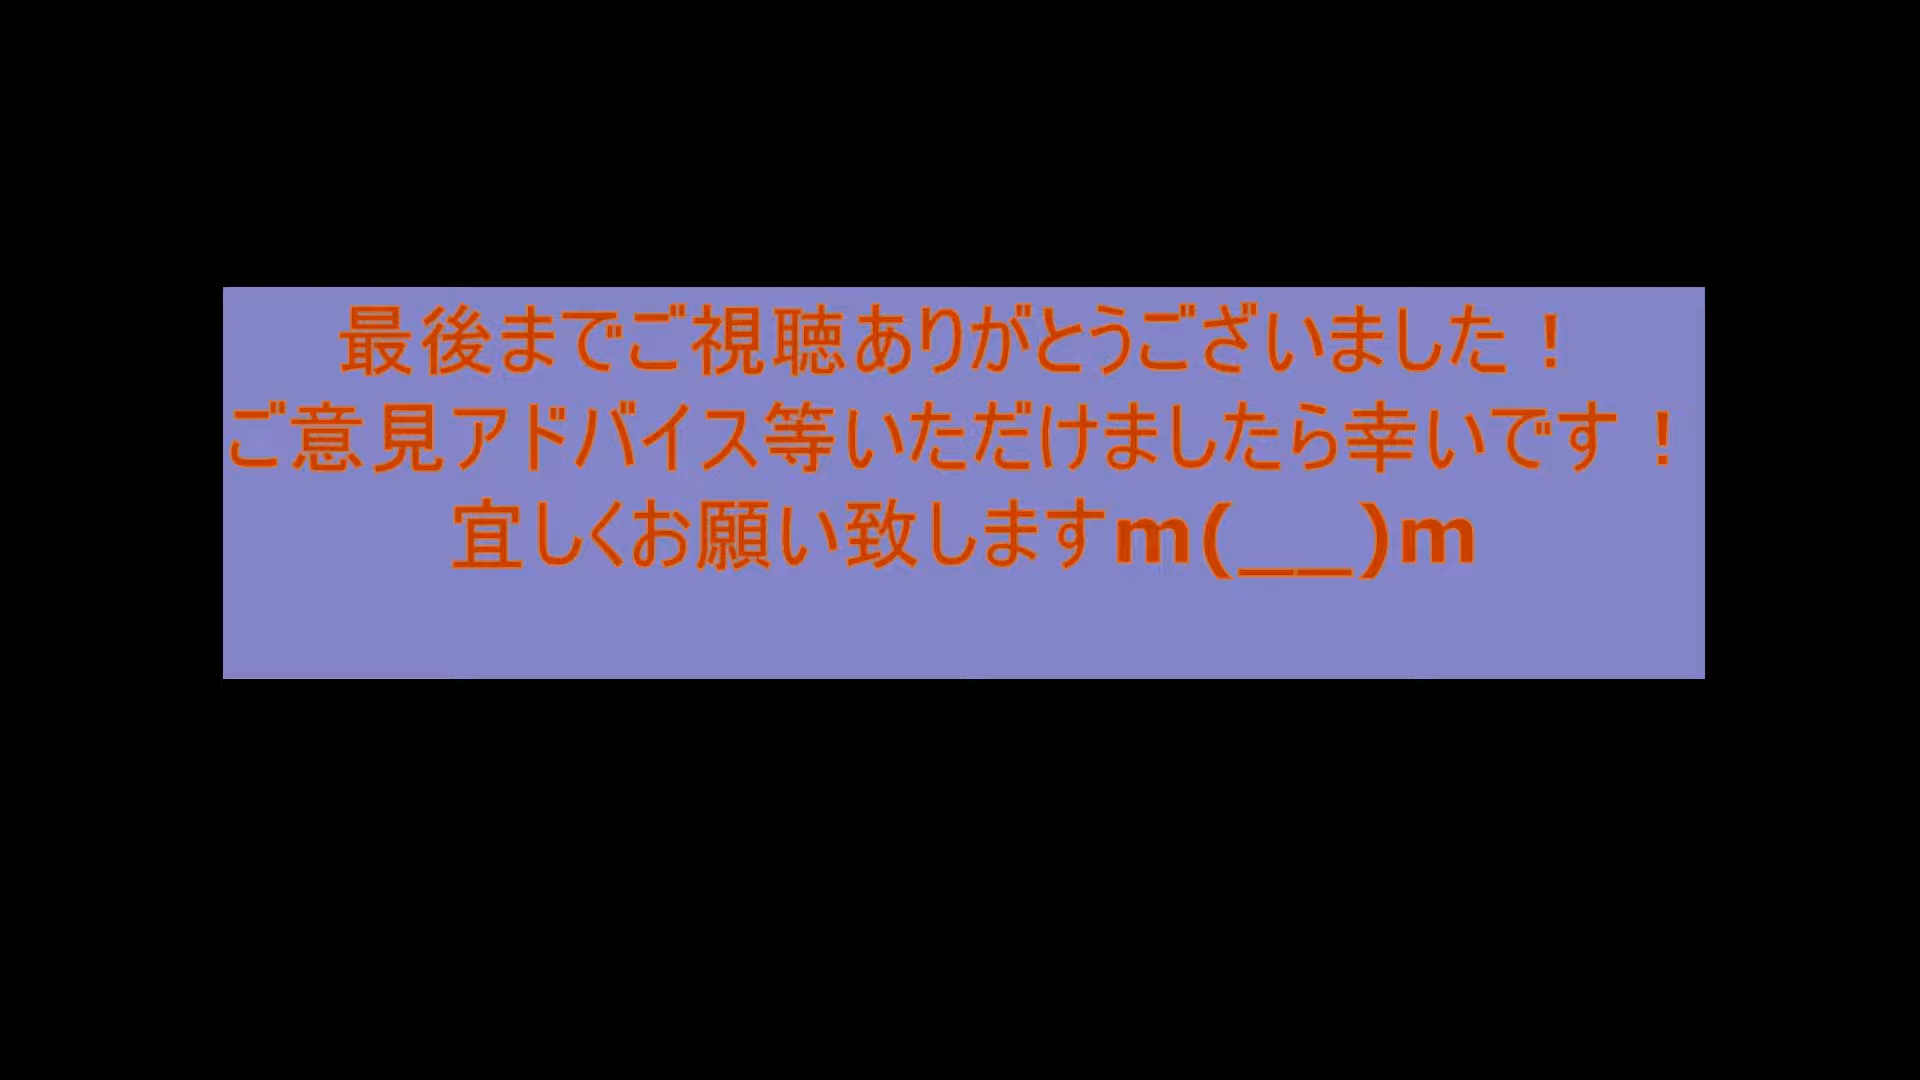 最後までご視聴ありがとうございました！
ご意見アドバイス等いただけましたら幸いです！
宜しくお願い致しますm(__)m